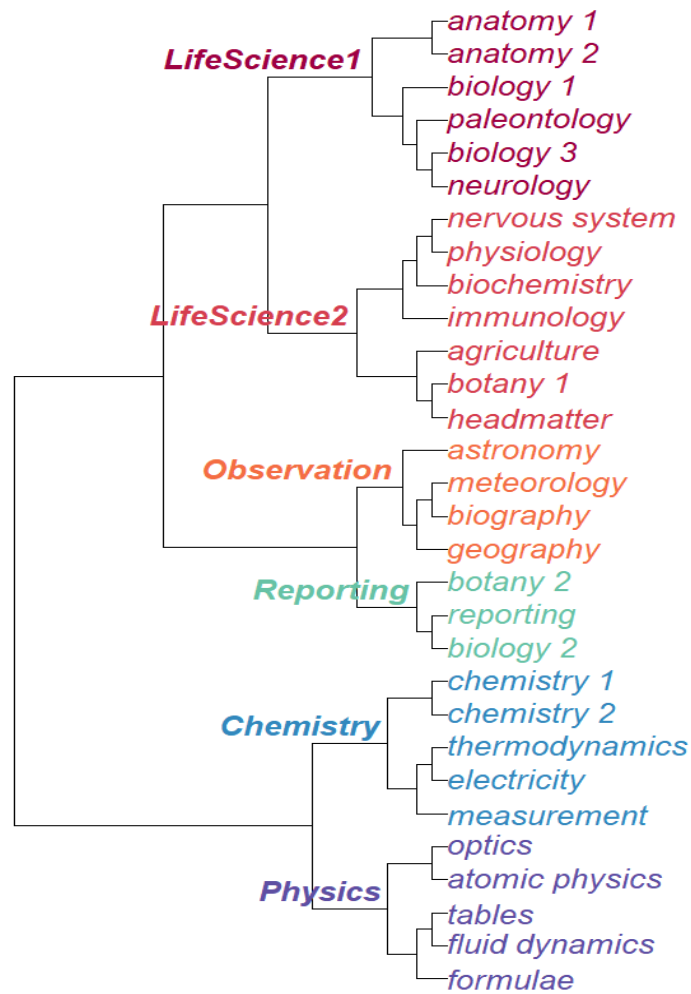 anatomy 1
LifeScience1
anatomy 2
biology 1
paleontology
biology 3
neurology
nervous system
physiology
biochemistry
LifeScience2
immunology
agriculture
botany 1
headmatter
astronomy
Observation
meteorology
biography
geography
botany 2
Reporting
reporting
biology 2
chemistry 1
chemistry 2
Chemistry
thermodynamics
electricity
measurement
optics
atomic physics
Physics
tables
fluid dynamics
formulae